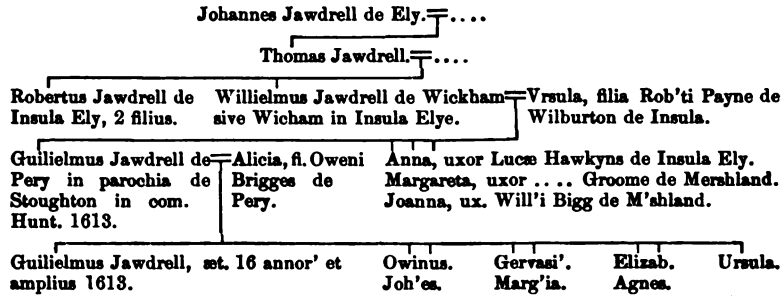 Johannes Jawdrell de Ely.=....
Thomas Jawdrell.=....
Robertus Jawdrell de
Insula Ely, 2 filius.
Willielmus Jawdrell de Wickham=
sive Wicham in Insula Elye.
Vrsula, filia Rob'ti Payne de
Wilburton de Insula.
Guilielmus Jawdrell de=
Pery in parochia de
Stoughton in com.
Hunt. 1613.
Alicia, fi. Oweni
Brigges de
Pery.
Anna, uxor Lucæ Hawkyns de Insula Ely.
Margareta, uxor .... Groome de Mershland.
Joanna, ux. Will'i Bigg de M'shland.
Guilielmus Jawdrell, æt. 16 annor' et
amplius 1613.
Owinus.
Joh'es.
Gervasi'.
Marg'ia.
Elizab.
Agnes.
Ursula.